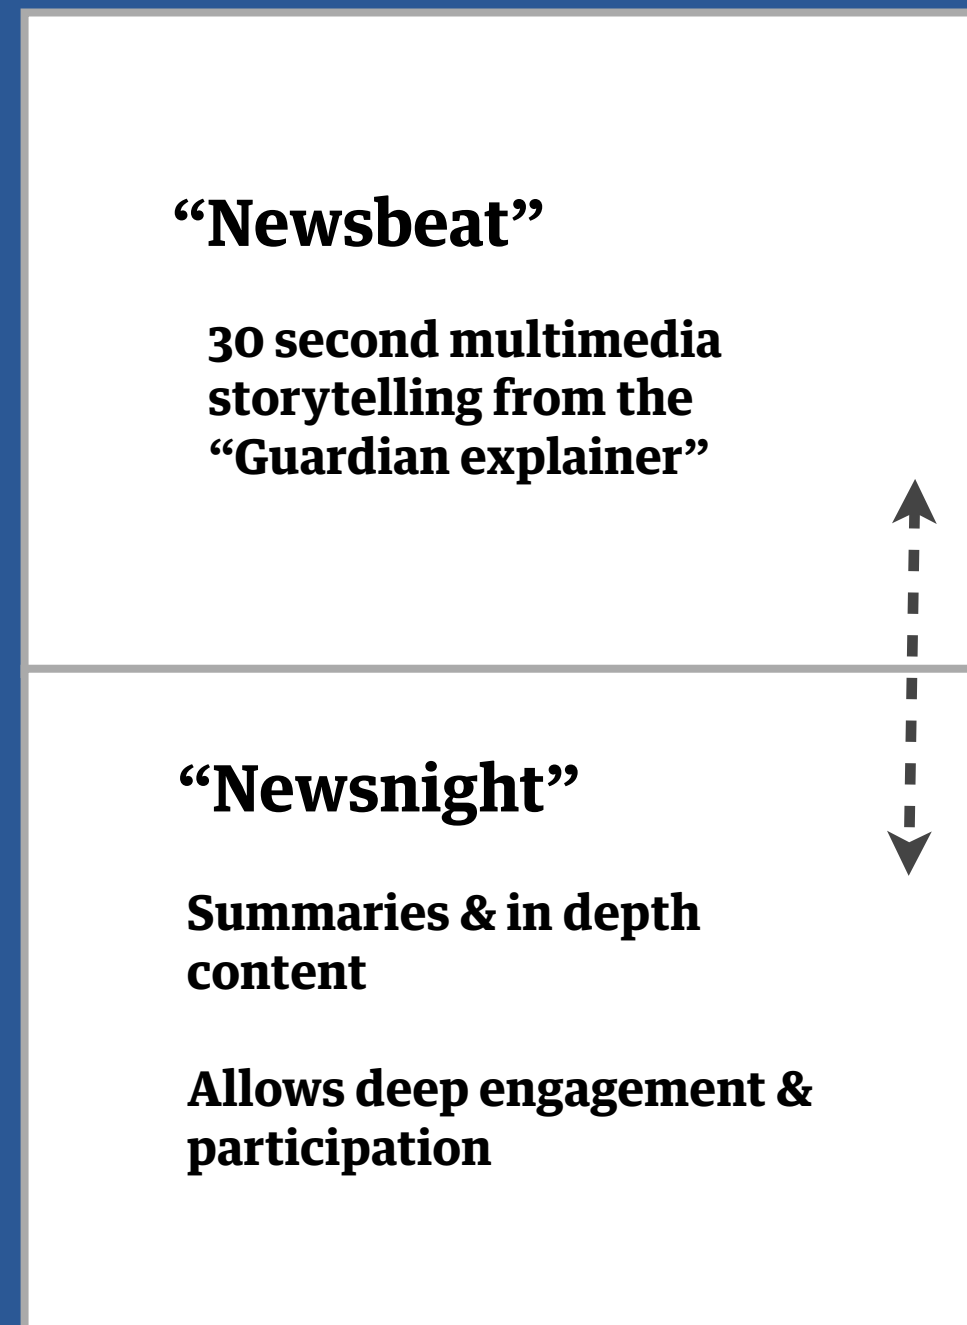 “Newsbeat”
30 second multimedia
storytelling from the
“Guardian explainer”
“Newsnight”
Summaries & in depth
content
Allows deep engagement &
participation